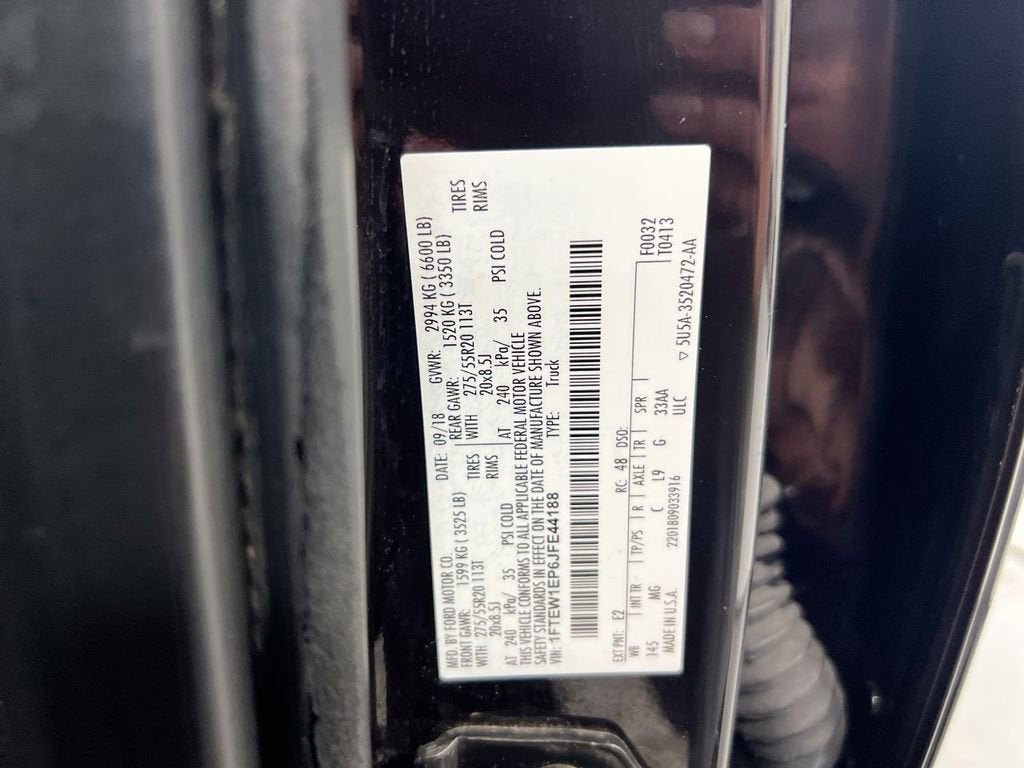 MFD. BY FORD MOTOR CO.
DATE: 09/18 GVWR: 2994 KG ( 6600 LB)
FRONT GAWR: 1599 KG ( 3525 LB)
REAR GAWR: 1520 KG ( 3350 LB)
WITH 275/55R20 113T TIRES
WITH 275/55R20 113T TIRES
20x8.5J RIMS
20x8.5J RIMS
AT 240 kPa/ 35 PSI COLD
AT 240 kPa/ 35 PSI COLD
THIS VEHICLE CONFORMS TO ALL APPLICABLE FEDERAL MOTOR VEHICLE
SAFETY STANDARDS IN EFFECT ON THE DATE OF MANUFACTURE SHOWN ABOVE.
VIN: 1FTEW1EP6JFE44188 TYPE: Truck
EXT PNT: E2 RC: 48 DSO: F0032
WB INT TR TP/PS R AXLE TR SPR T0413
145 MG C L9 G 33AA
MADE IN U.S.A. 2201809033916 ULC
▽ 5U5A-3520472-AA